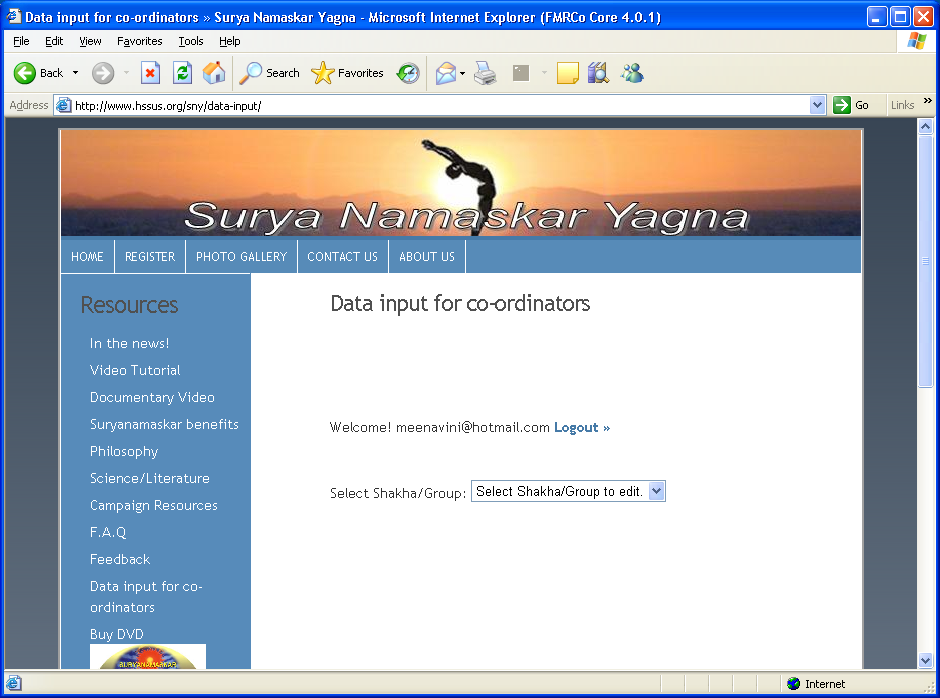 Data input for co-ordinators » Surya Namaskar Yagna - Microsoft Internet Explorer (FMRCo Core 4.0.1)
File Edit View Favorites Tools Help
Back Search Favorites
Address http://www.hssus.org/sny/data-input/ Go Links »
Surya Namaskar Yagna
HOME REGISTER PHOTO GALLERY CONTACT US ABOUT US
Resources
In the news!
Video Tutorial
Documentary Video
Suryanamaskar benefits
Philosophy
Science/Literature
Campaign Resources
F.A.Q
Feedback
Data input for co-
ordinators
Buy DVD
SURYANAMASKAR
Data input for co-ordinators
Welcome! meenavini@hotmail.com Logout »
Select Shakha/Group: Select Shakha/Group to edit.
Internet